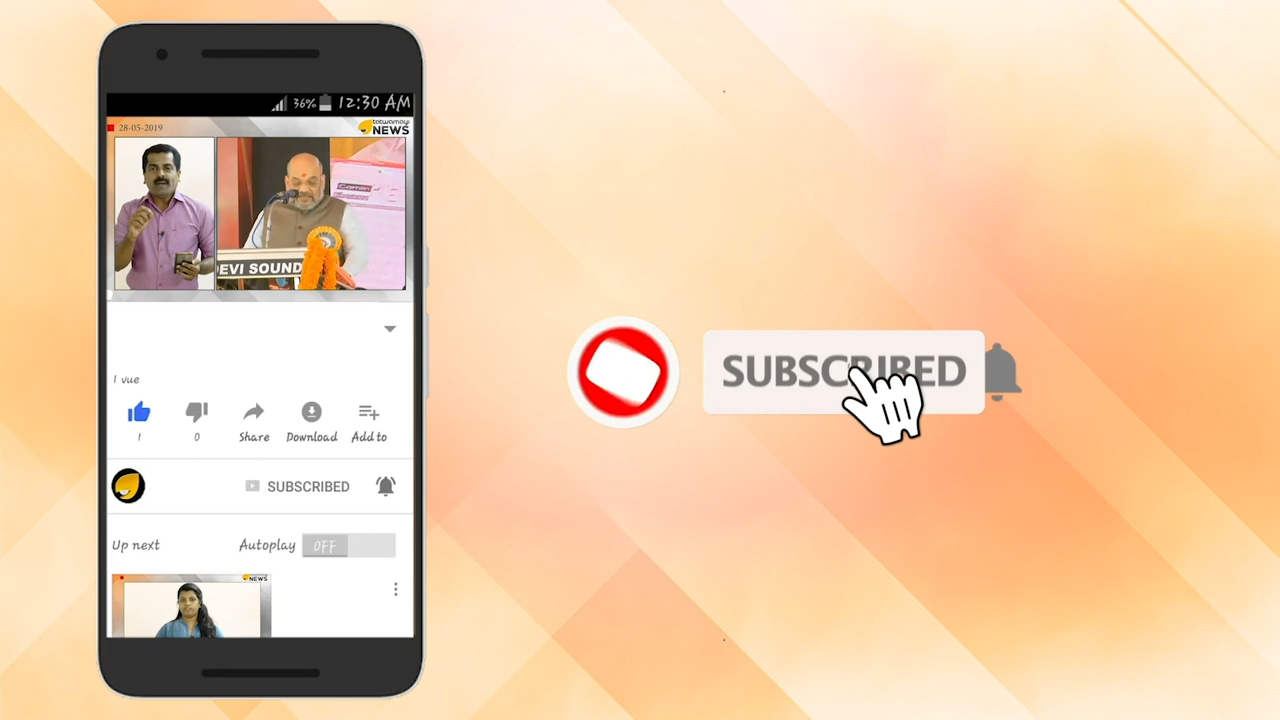 36% 12:30 AM
28-05-2019
tatwamayi
NEWS
DEVI SOUND
1 vue
1 0 Share Download Add to
SUBSCRIBED
Up next Autoplay OFF
NEWS
SUBSCRIBED